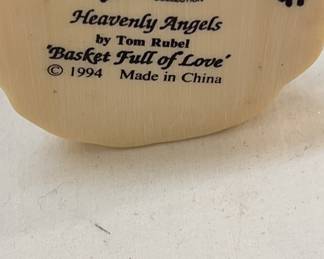 Heavenly Angels
by Tom Rubel
'Basket Full of Love'
© 1994 Made in China